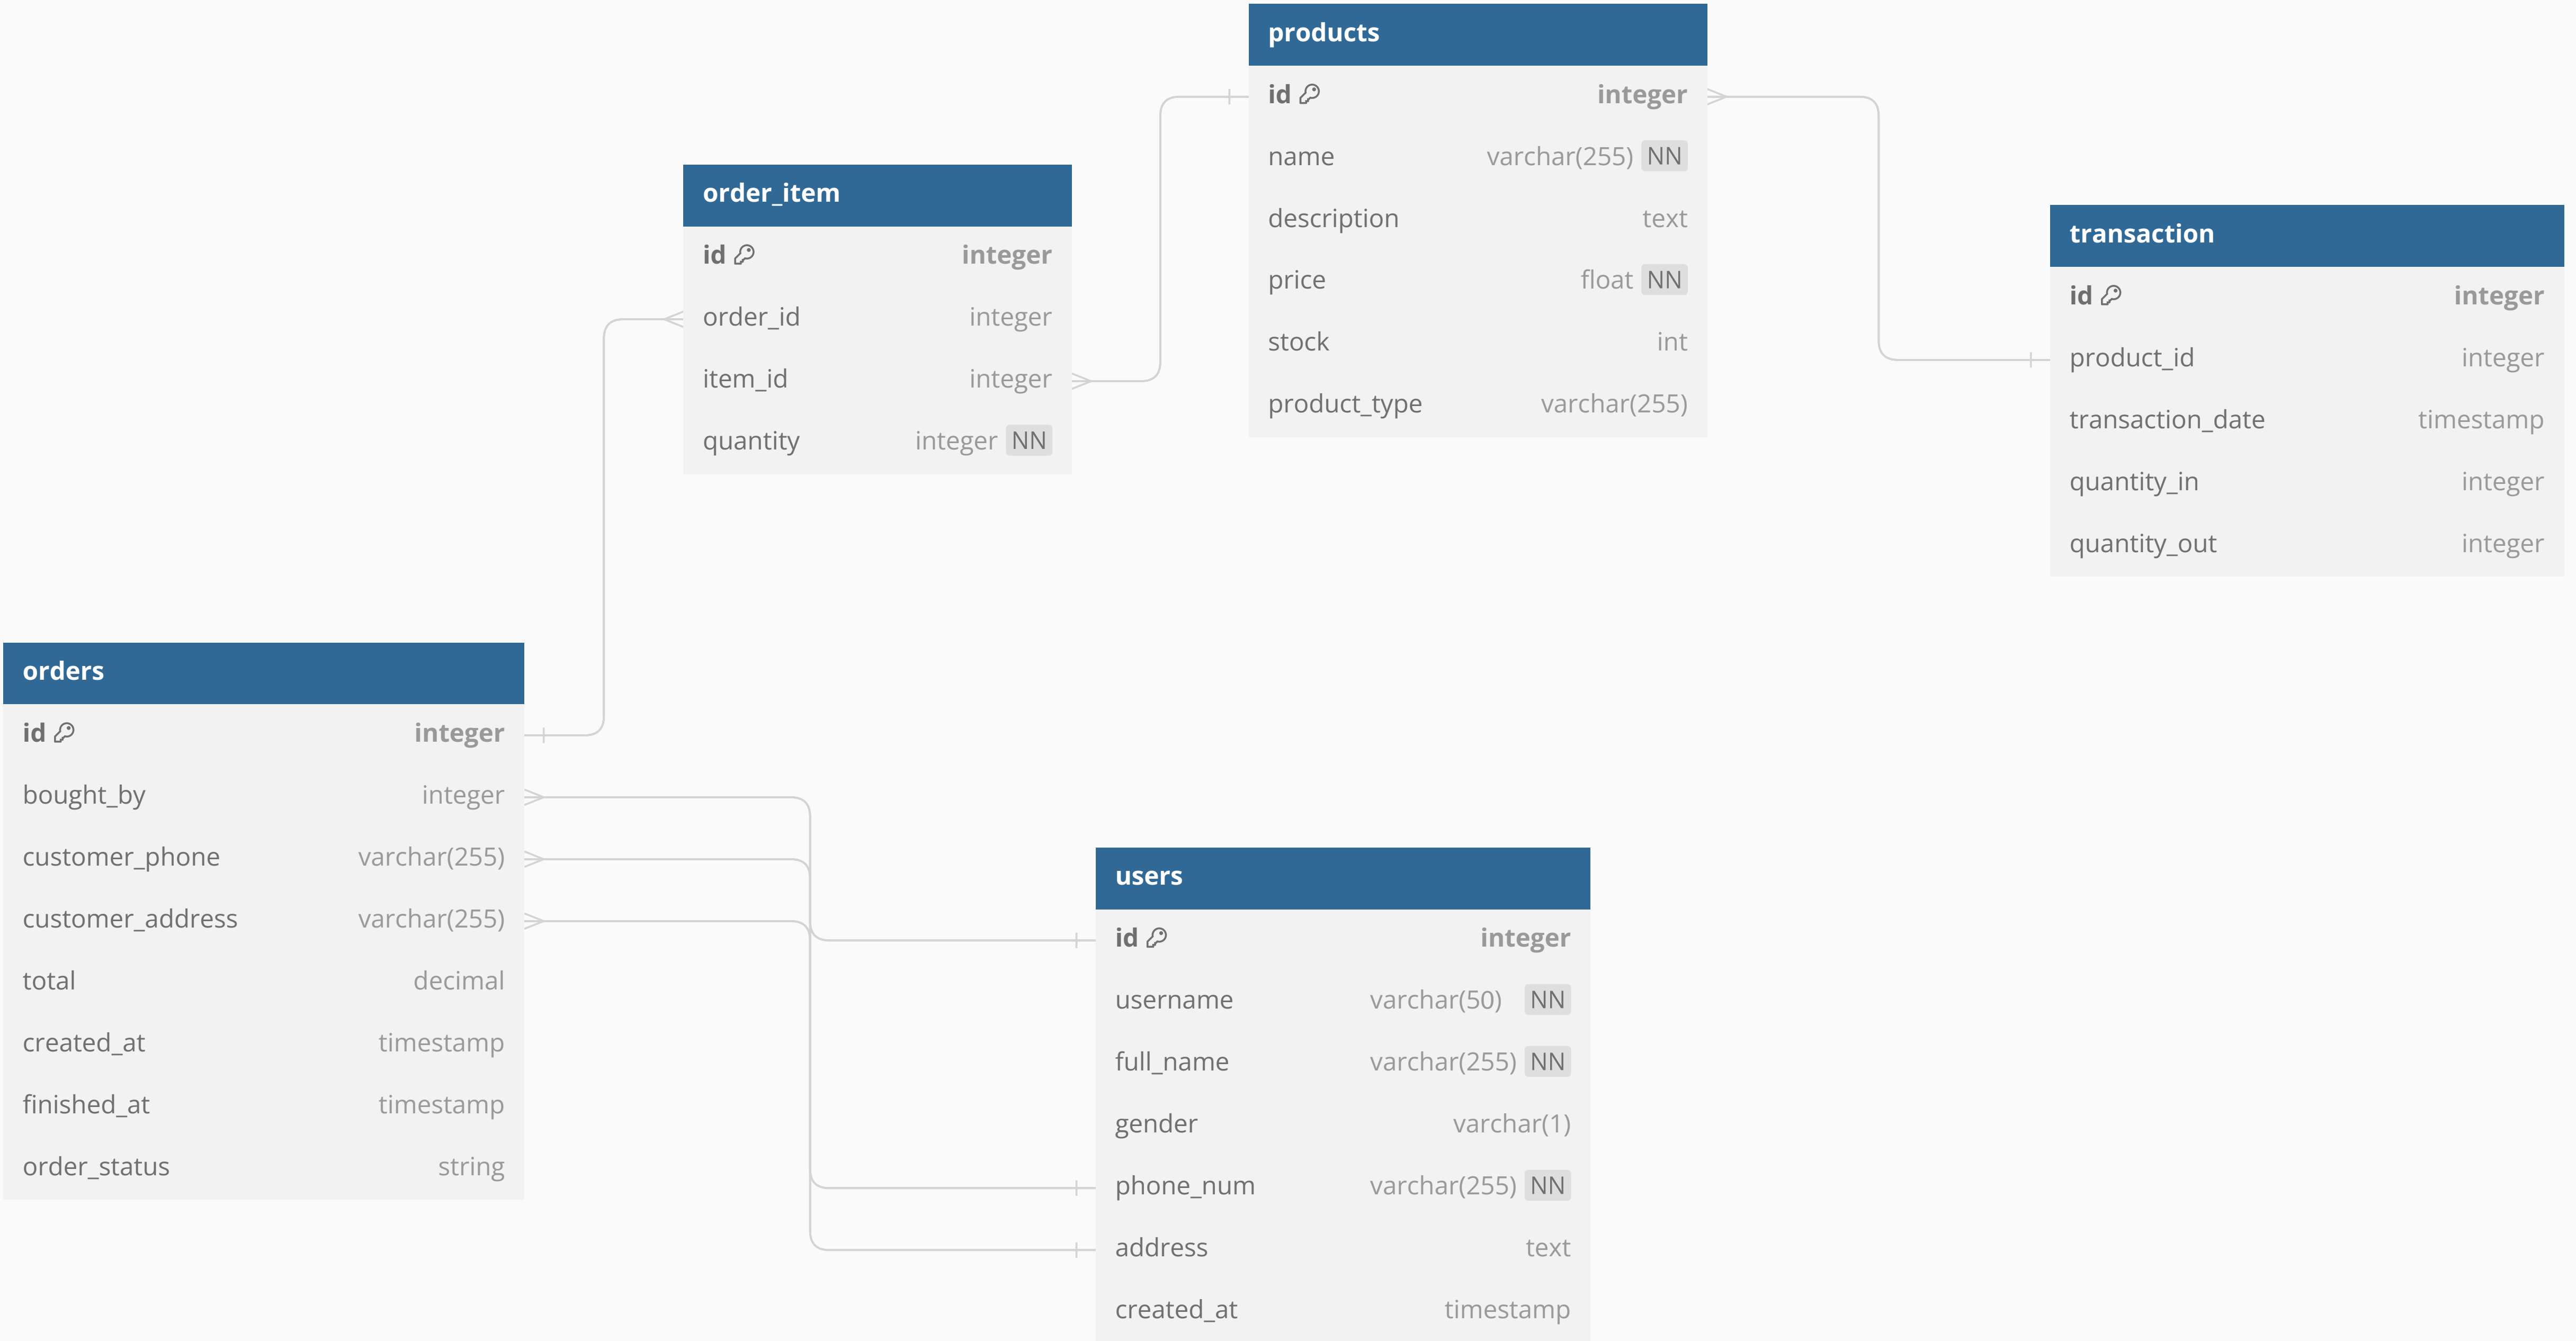 products
id integer
name varchar(255) NN
description text
price float NN
stock int
product_type varchar(255)
order_item
id integer
order_id integer
item_id integer
quantity integer NN
transaction
id integer
product_id integer
transaction_date timestamp
quantity_in integer
quantity_out integer
orders
id integer
bought_by integer
customer_phone varchar(255)
customer_address varchar(255)
total decimal
created_at timestamp
finished_at timestamp
order_status string
users
id integer
username varchar(50) NN
full_name varchar(255) NN
gender varchar(1)
phone_num varchar(255) NN
address text
created_at timestamp